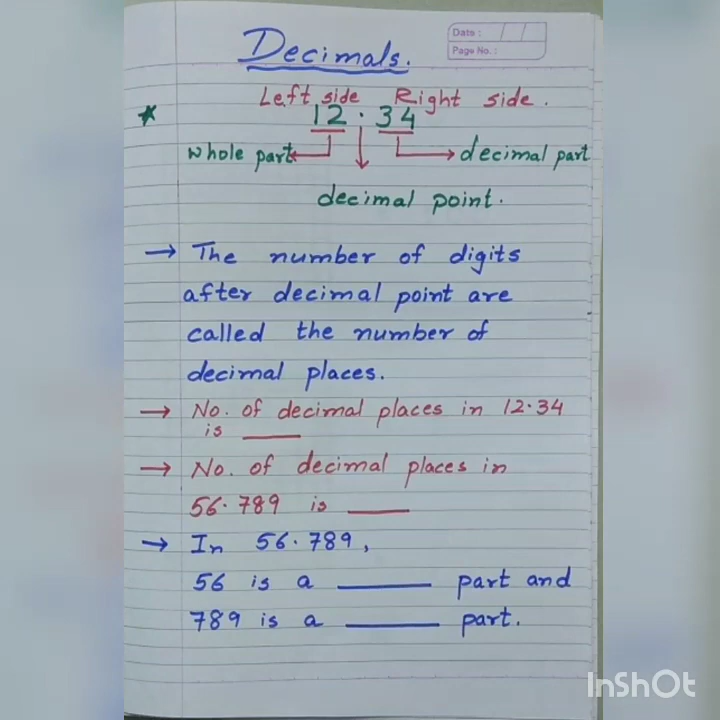 Decimals.
Date : / /
Page No. :
Left side Right side.
12.34
whole part decimal part
decimal point.
→ The number of digits
after decimal point are
called the number of
decimal places.
→ No. of decimal places in 12.34
is ____
→ No. of decimal places in
56.789 is ____
→ In 56.789,
56 is a ____ part and
789 is a ____ part.
InShOt